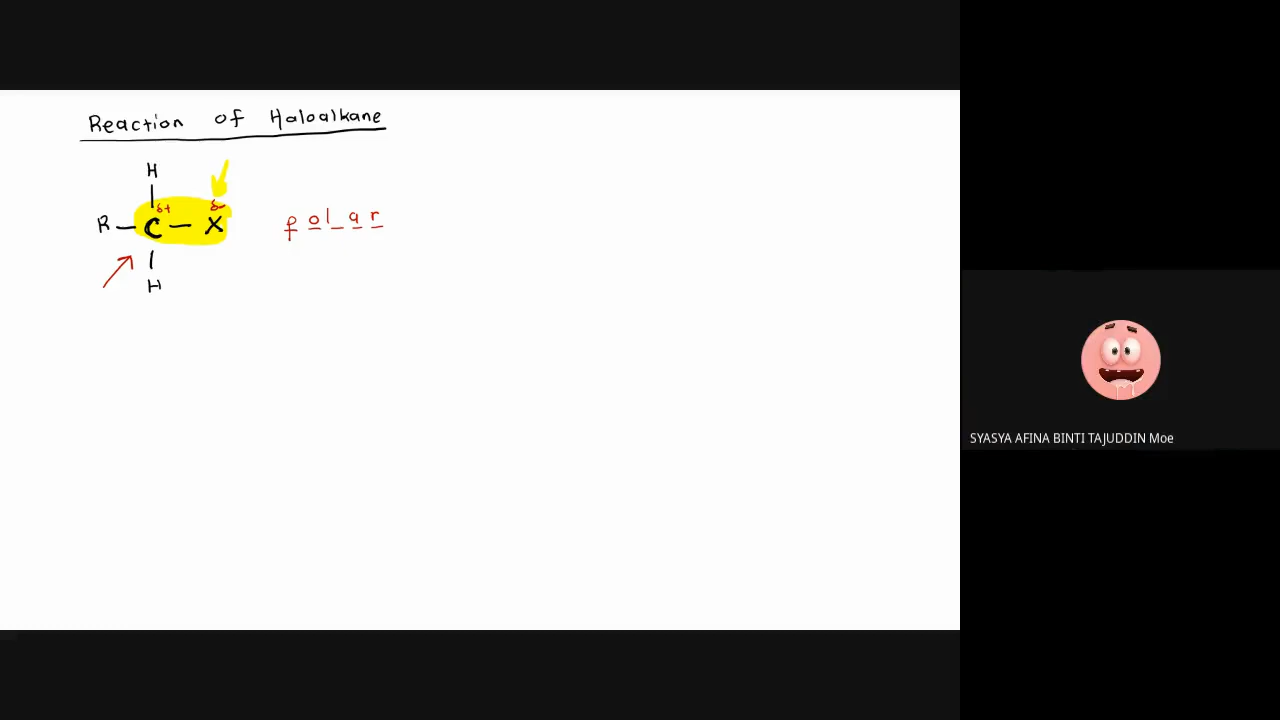 Reaction of Haloalkane
H
δ+ δ-
R — C — X
polar
H
SYASYA AFINA BINTI TAJUDDIN Moe